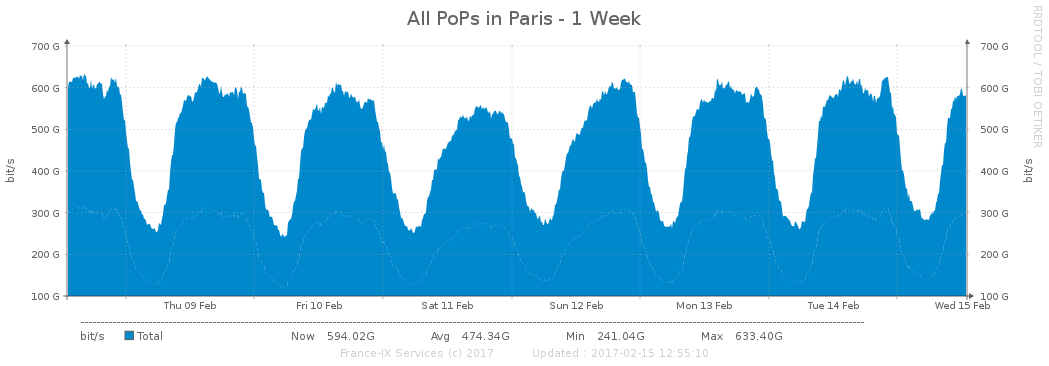 All PoPs in Paris - 1 Week
RRDTOOL / TOBI OETIKER
bit/s
700 G
600 G
500 G
400 G
300 G
200 G
100 G
700 G
600 G
500 G
400 G
300 G
200 G
100 G
bit/s
Thu 09 Feb Fri 10 Feb Sat 11 Feb Sun 12 Feb Mon 13 Feb Tue 14 Feb Wed 15 Feb
bit/s Total Now 594.02G Avg 474.34G Min 241.04G Max 633.40G
France-IX Services (c) 2017 Updated : 2017-02-15 12:55:10